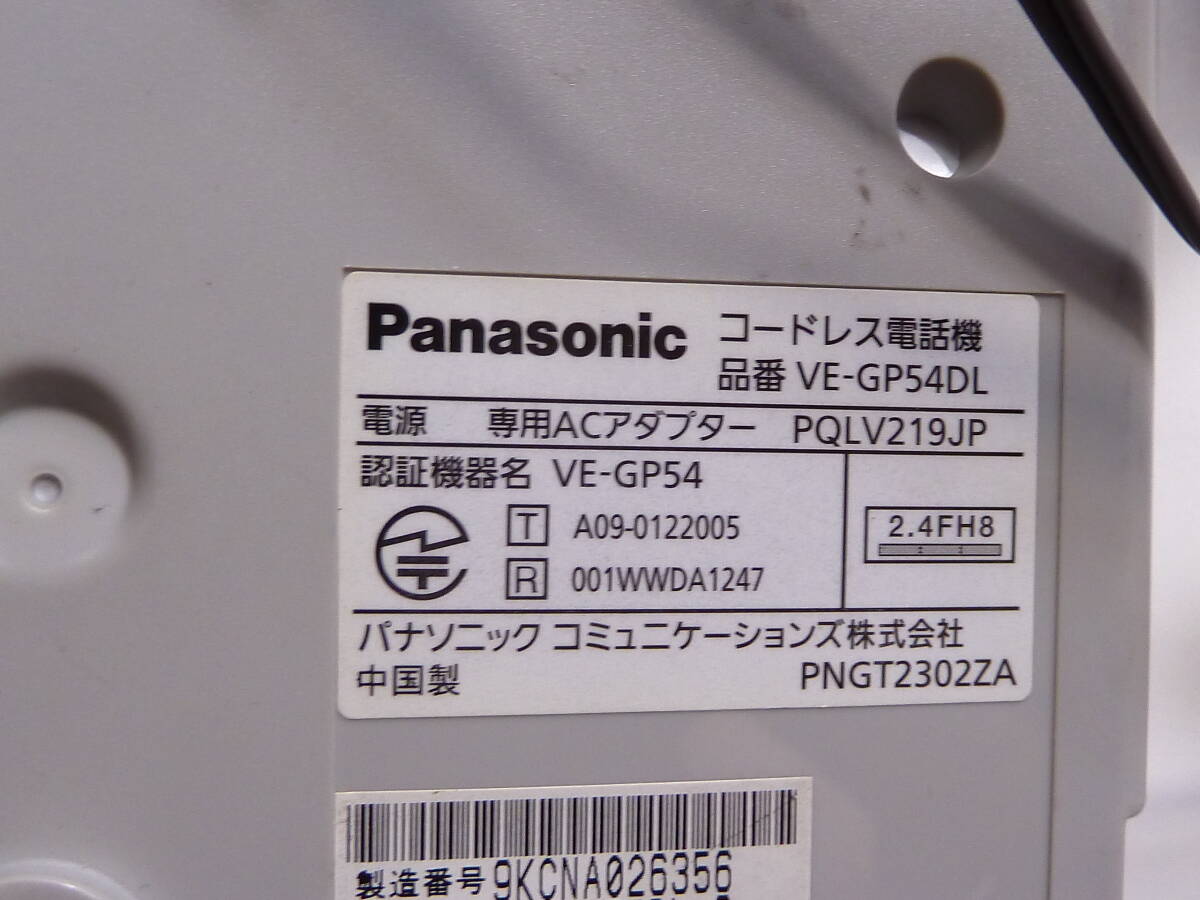 Panasonic コードレス電話機
品番 VE-GP54DL
電源 専用ACアダプター PQLV219JP
認証機器名 VE-GP54
T A09-0122005
R 001WWDA1247
2.4FH8
パナソニック コミュニケーションズ株式会社
中国製 PNGT2302ZA
製造番号 9KCNA026356